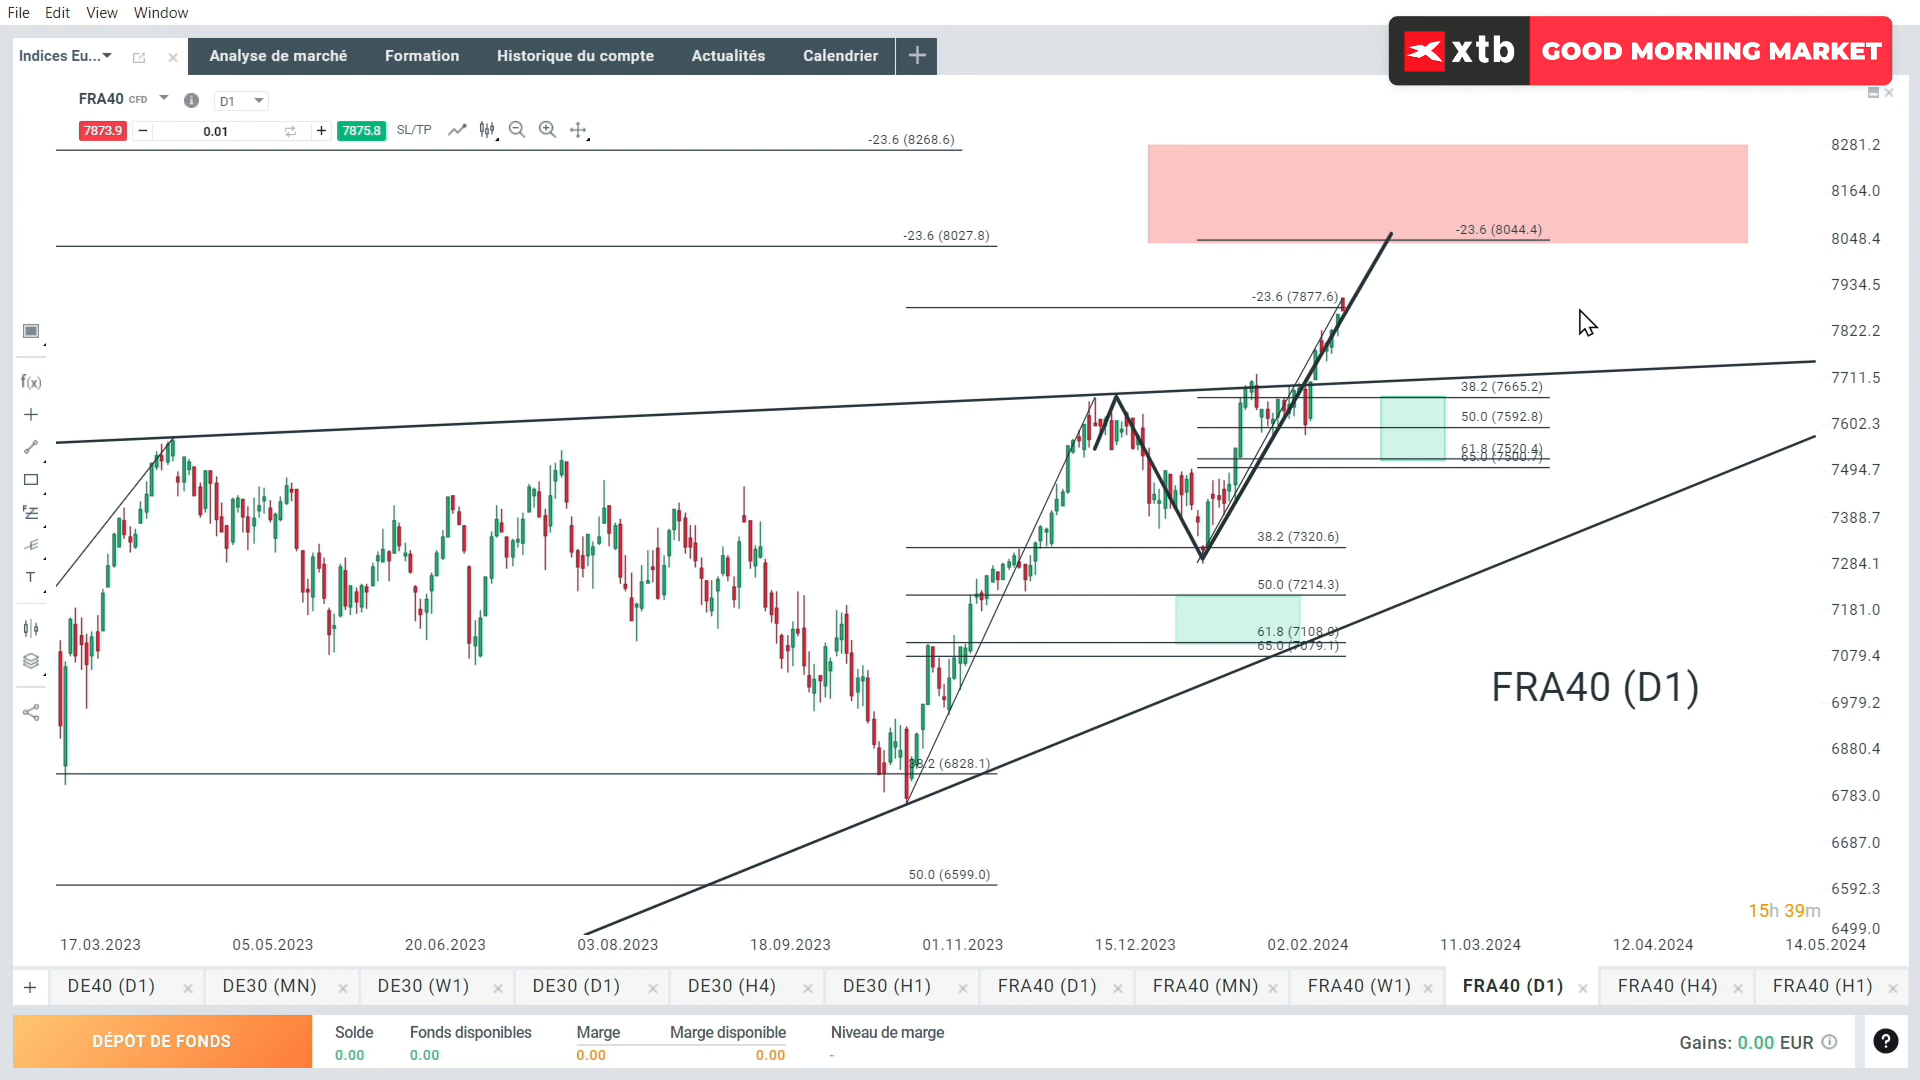 File Edit View Window
Indices Eu... Analyse de marché Formation Historique du compte Actualités Calendrier
xtb GOOD MORNING MARKET
FRA40 CFD D1
7873.9 0.01 7875.8 SL/TP
-23.6 (8268.6)
8281.2
8164.0
-23.6 (8044.4)
-23.6 (8027.8)
8048.4
7934.5
-23.6 (7877.6)
7822.2
f(x)
7711.5
38.2 (7665.2)
50.0 (7592.8)
7602.3
61.8 (7520.4)
65.0 (7500.7)
7494.7
7388.7
38.2 (7320.6)
7284.1
T
50.0 (7214.3)
7181.0
61.8 (7108.0)
65.0 (7079.1)
7079.4
FRA40 (D1)
6979.2
6880.4
38.2 (6828.1)
6783.0
6687.0
50.0 (6599.0)
6592.3
15h 39m
6499.0
17.03.2023 05.05.2023 20.06.2023 03.08.2023 18.09.2023 01.11.2023 15.12.2023 02.02.2024 11.03.2024 12.04.2024 14.05.2024
DE40 (D1) DE30 (MN) DE30 (W1) DE30 (D1) DE30 (H4) DE30 (H1) FRA40 (D1) FRA40 (MN) FRA40 (W1) FRA40 (D1) FRA40 (H4) FRA40 (H1)
DÉPÔT DE FONDS
Solde Fonds disponibles Marge Marge disponible Niveau de marge
0.00 0.00 0.00 0.00 -
Gains: 0.00 EUR